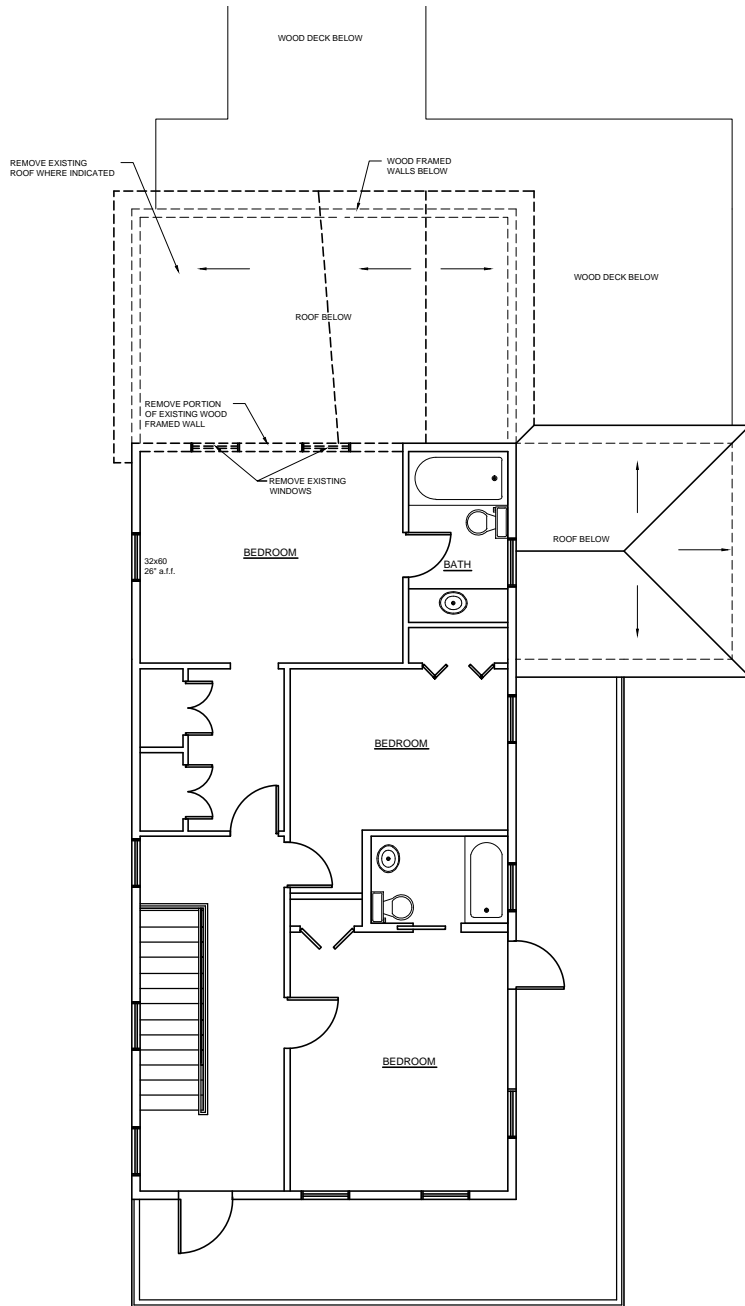 WOOD DECK BELOW
REMOVE EXISTING
ROOF WHERE INDICATED
WOOD FRAMED
WALLS BELOW
WOOD DECK BELOW
ROOF BELOW
REMOVE PORTION
OF EXISTING WOOD
FRAMED WALL
REMOVE EXISTING
WINDOWS
ROOF BELOW
BEDROOM
32x60
26" a.f.f.
BATH
BEDROOM
BEDROOM